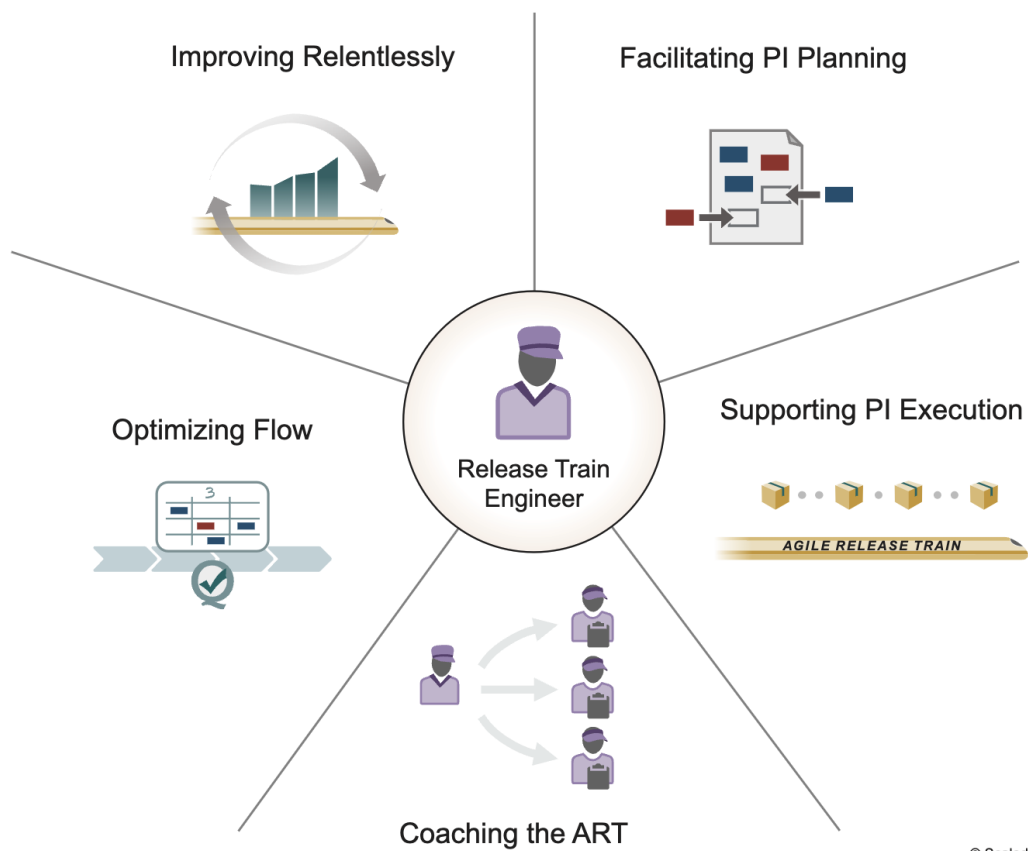 Improving Relentlessly
Facilitating PI Planning
Optimizing Flow
3
Release Train
Engineer
Supporting PI Execution
AGILE RELEASE TRAIN
Coaching the ART